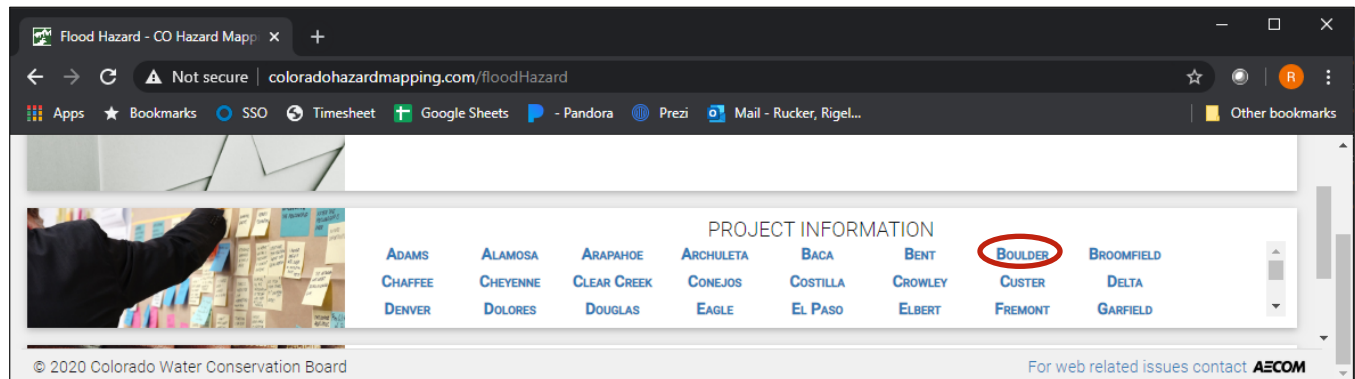 Flood Hazard - CO Hazard Mapp
Not secure | coloradohazardmapping.com/floodHazard
R
Apps Bookmarks SSO Timesheet Google Sheets - Pandora Prezi Mail - Rucker, Rigel... Other bookmarks
PROJECT INFORMATION
ADAMS ALAMOSA ARAPAHOE ARCHULETA BACA BENT BOULDER BROOMFIELD
CHAFFEE CHEYENNE CLEAR CREEK CONEJOS COSTILLA CROWLEY CUSTER DELTA
DENVER DOLORES DOUGLAS EAGLE EL PASO ELBERT FREMONT GARFIELD
© 2020 Colorado Water Conservation Board For web related issues contact AECOM